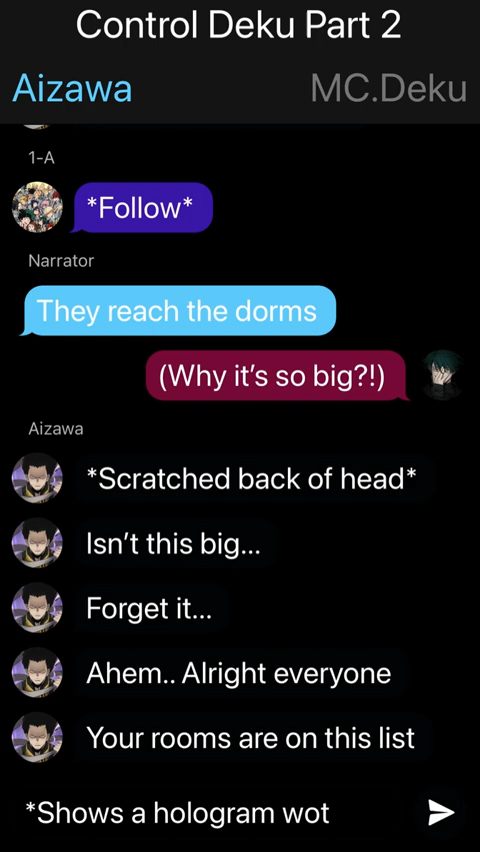 Control Deku Part 2
Aizawa
MC.Deku
1-A
*Follow*
Narrator
They reach the dorms
(Why it’s so big?!)
Aizawa
*Scratched back of head*
Isn’t this big...
Forget it...
Ahem.. Alright everyone
Your rooms are on this list
*Shows a hologram wot